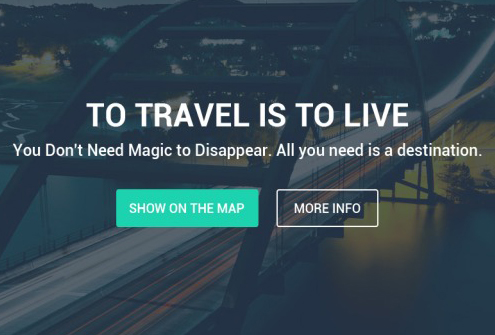 TO TRAVEL IS TO LIVE
You Don't Need Magic to Disappear. All you need is a destination.
SHOW ON THE MAP
MORE INFO